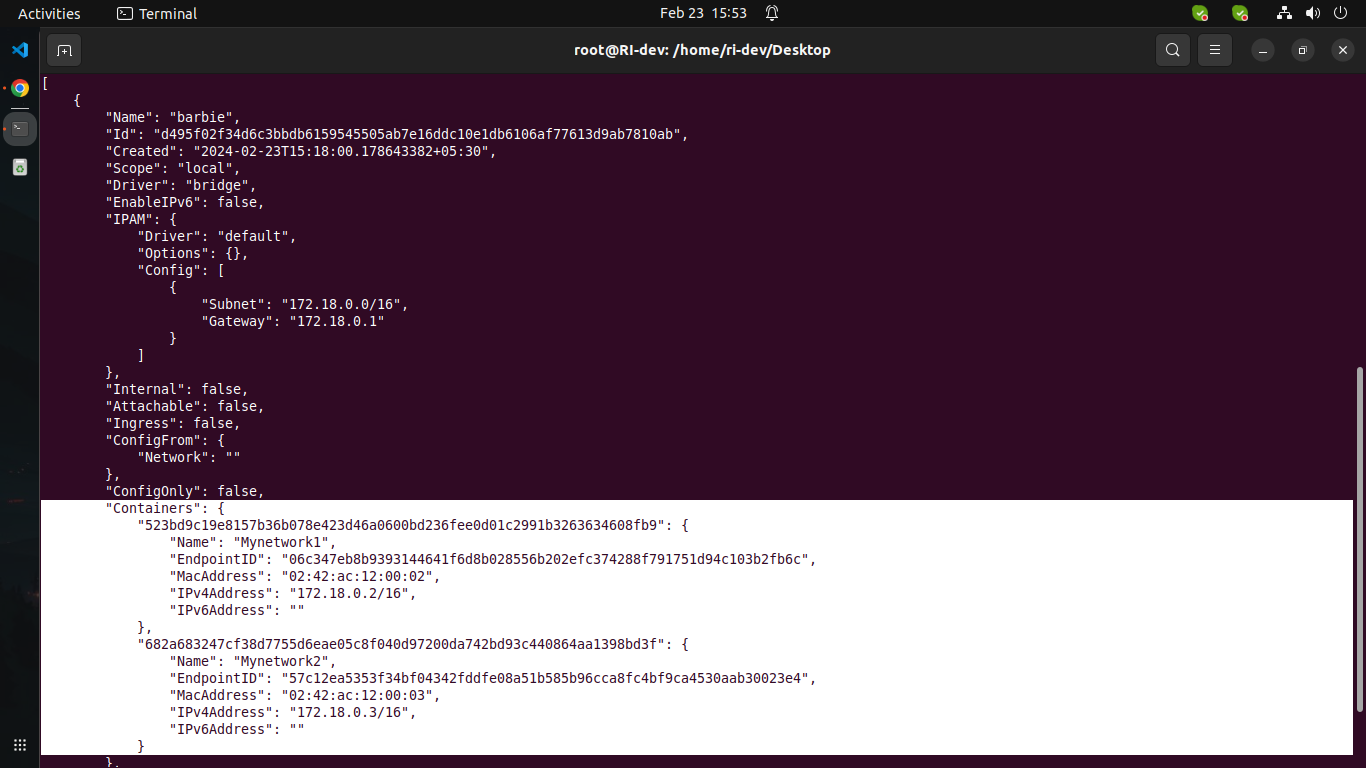 Activities
Terminal
Feb 23 15:53
root@RI-dev: /home/ri-dev/Desktop
[
    {
        "Name": "barbie",
        "Id": "d495f02f34d6c3bbdb6159545505ab7e16ddc10e1db6106af77613d9ab7810ab",
        "Created": "2024-02-23T15:18:00.178643382+05:30",
        "Scope": "local",
        "Driver": "bridge",
        "EnableIPv6": false,
        "IPAM": {
            "Driver": "default",
            "Options": {},
            "Config": [
                {
                    "Subnet": "172.18.0.0/16",
                    "Gateway": "172.18.0.1"
                }
            ]
        },
        "Internal": false,
        "Attachable": false,
        "Ingress": false,
        "ConfigFrom": {
            "Network": ""
        },
        "ConfigOnly": false,
        "Containers": {
            "523bd9c19e8157b36b078e423d46a0600bd236fee0d01c2991b3263634608fb9": {
                "Name": "Mynetwork1",
                "EndpointID": "06c347eb8b9393144641f6d8b028556b202efc374288f791751d94c103b2fb6c",
                "MacAddress": "02:42:ac:12:00:02",
                "IPv4Address": "172.18.0.2/16",
                "IPv6Address": ""
            },
            "682a683247cf38d7755d6eae05c8f040d97200da742bd93c440864aa1398bd3f": {
                "Name": "Mynetwork2",
                "EndpointID": "57c12ea5353f34bf04342fddfe08a51b585b96cca8fc4bf9ca4530aab30023e4",
                "MacAddress": "02:42:ac:12:00:03",
                "IPv4Address": "172.18.0.3/16",
                "IPv6Address": ""
            }
        },